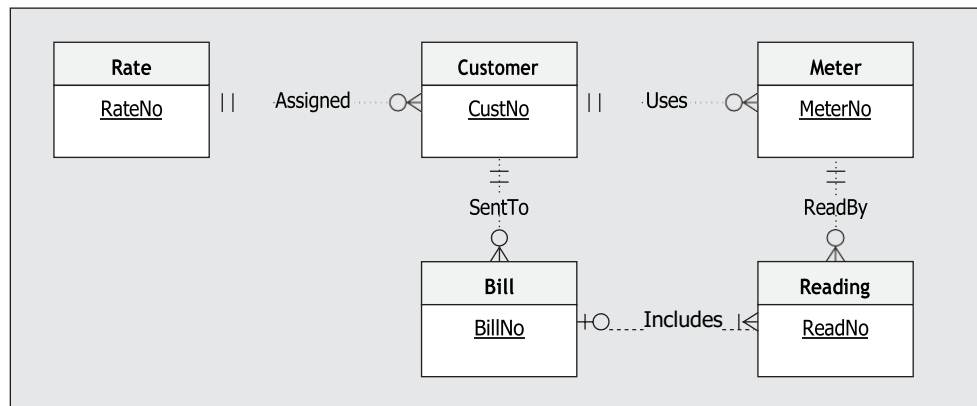 Rate
RateNo
Assigned
Customer
CustNo
Uses
Meter
MeterNo
SentTo
ReadBy
Bill
BillNo
Includes
Reading
ReadNo